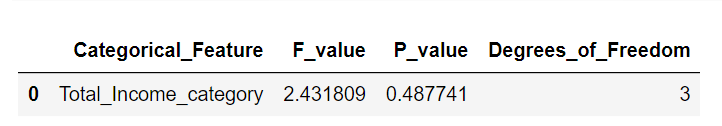 Categorical_Feature F_value P_value Degrees_of_Freedom
0 Total_Income_category 2.431809 0.487741 3